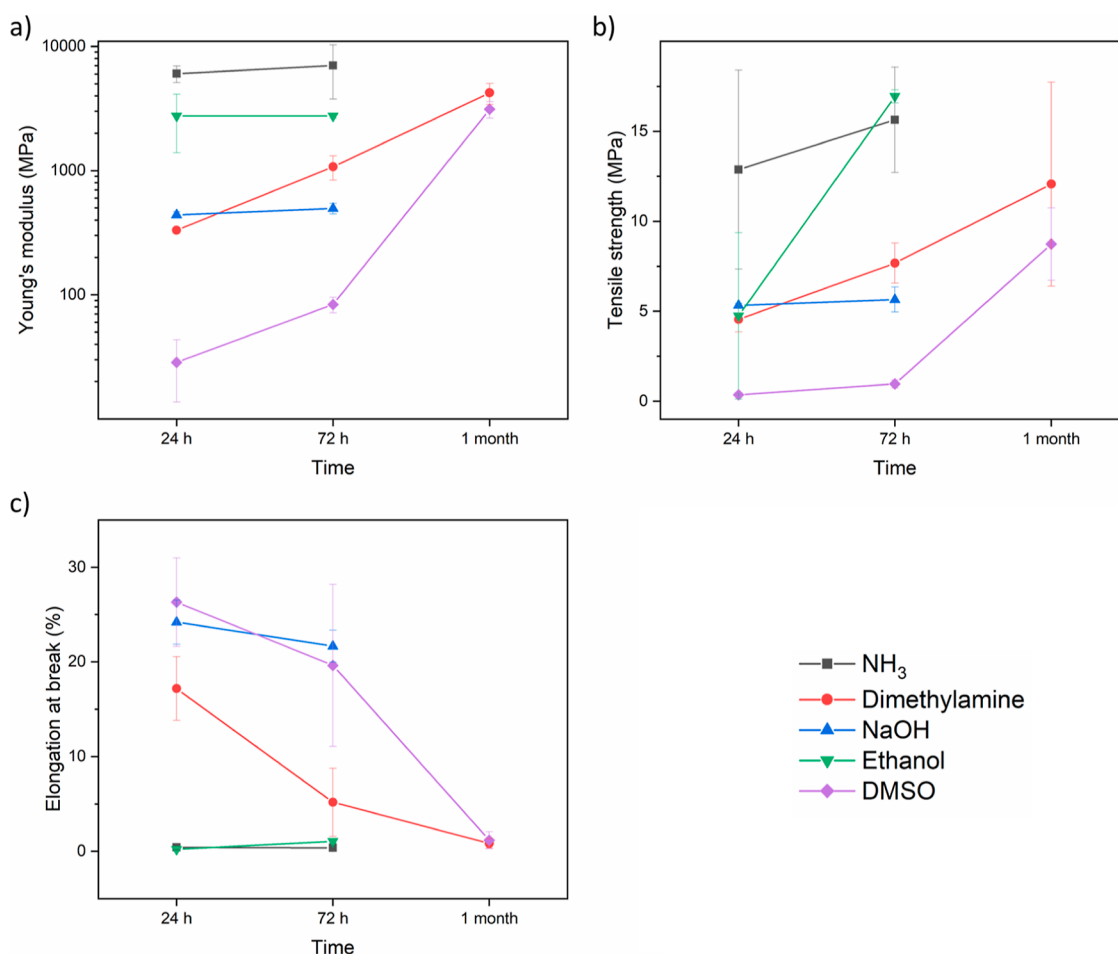 a)
10000
1000
100
Young's modulus (MPa)
24 h
72 h
1 month
Time
b)
15
10
5
0
Tensile strength (MPa)
24 h
72 h
1 month
Time
c)
30
20
10
0
Elongation at break (%)
24 h
72 h
1 month
Time
NH₃
Dimethylamine
NaOH
Ethanol
DMSO